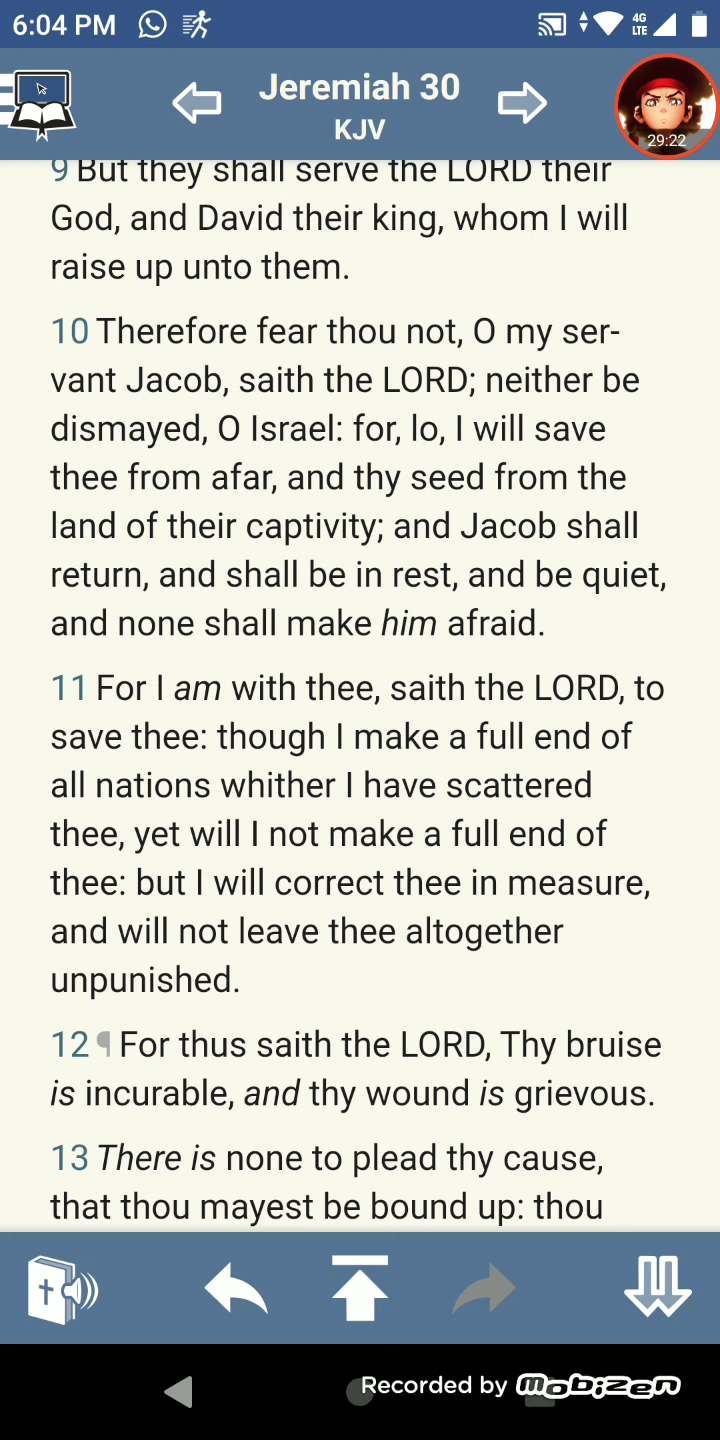 6:04 PM
4G
LTE
Jeremiah 30
KJV
29:22
9 But they shall serve the LORD their
God, and David their king, whom I will
raise up unto them.
10 Therefore fear thou not, O my ser-
vant Jacob, saith the LORD; neither be
dismayed, O Israel: for, lo, I will save
thee from afar, and thy seed from the
land of their captivity; and Jacob shall
return, and shall be in rest, and be quiet,
and none shall make him afraid.
11 For I am with thee, saith the LORD, to
save thee: though I make a full end of
all nations whither I have scattered
thee, yet will I not make a full end of
thee: but I will correct thee in measure,
and will not leave thee altogether
unpunished.
12 ¶ For thus saith the LORD, Thy bruise
is incurable, and thy wound is grievous.
13 There is none to plead thy cause,
that thou mayest be bound up: thou
Recorded by mobizen